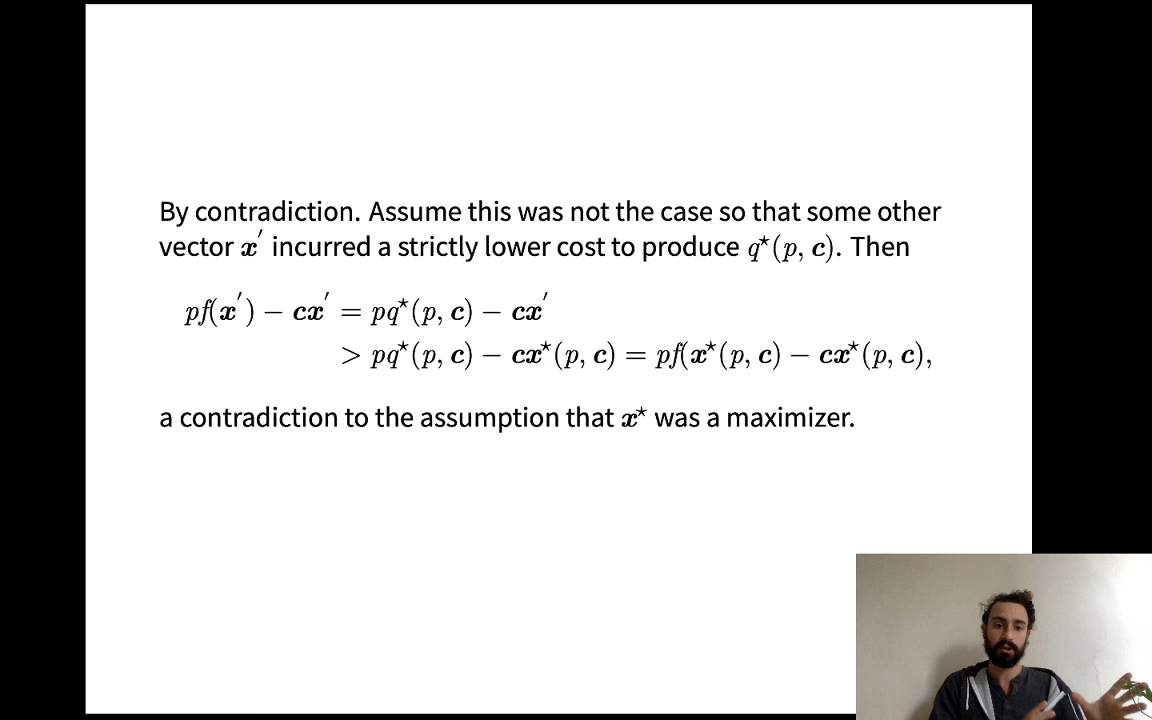 By contradiction. Assume this was not the case so that some other
vector 𝒙′ incurred a strictly lower cost to produce q⋆(p, 𝒄). Then
pf(𝒙′) − 𝒄𝒙′ = pq⋆(p, 𝒄) − 𝒄𝒙′
> pq⋆(p, 𝒄) − 𝒄𝒙⋆(p, 𝒄) = pf(𝒙⋆(p, 𝒄) − 𝒄𝒙⋆(p, 𝒄),
a contradiction to the assumption that 𝒙⋆ was a maximizer.